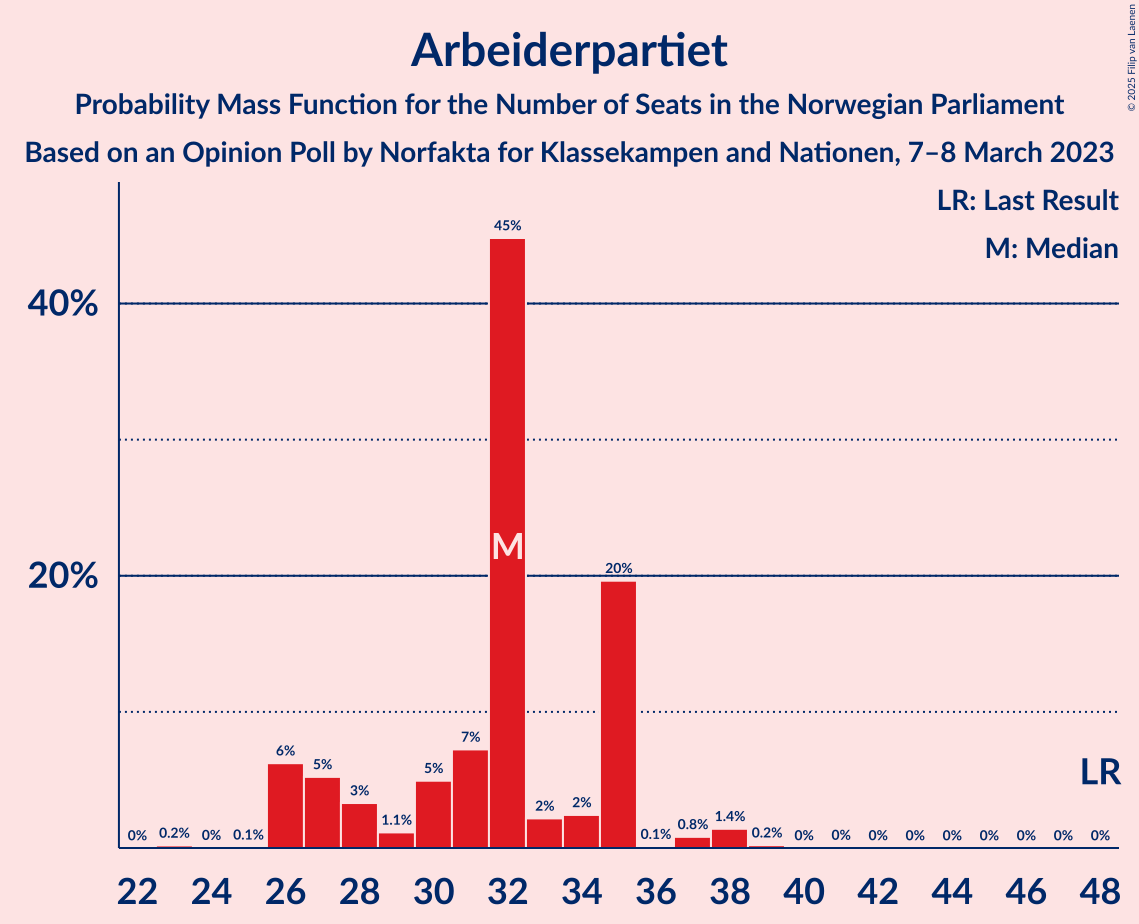 Arbeiderpartiet
Probability Mass Function for the Number of Seats in the Norwegian Parliament
Based on an Opinion Poll by Norfakta for Klassekampen and Nationen, 7–8 March 2023
© 2025 Filip van Laenen
LR: Last Result
M: Median
40%
20%
0% 0.2% 0% 0.1% 6% 5% 3% 1.1% 5% 7% 45% 2% 2% 20% 0.1% 0.8% 1.4% 0.2% 0% 0% 0% 0% 0% 0% 0% 0% 0%
M
LR
22 24 26 28 30 32 34 36 38 40 42 44 46 48